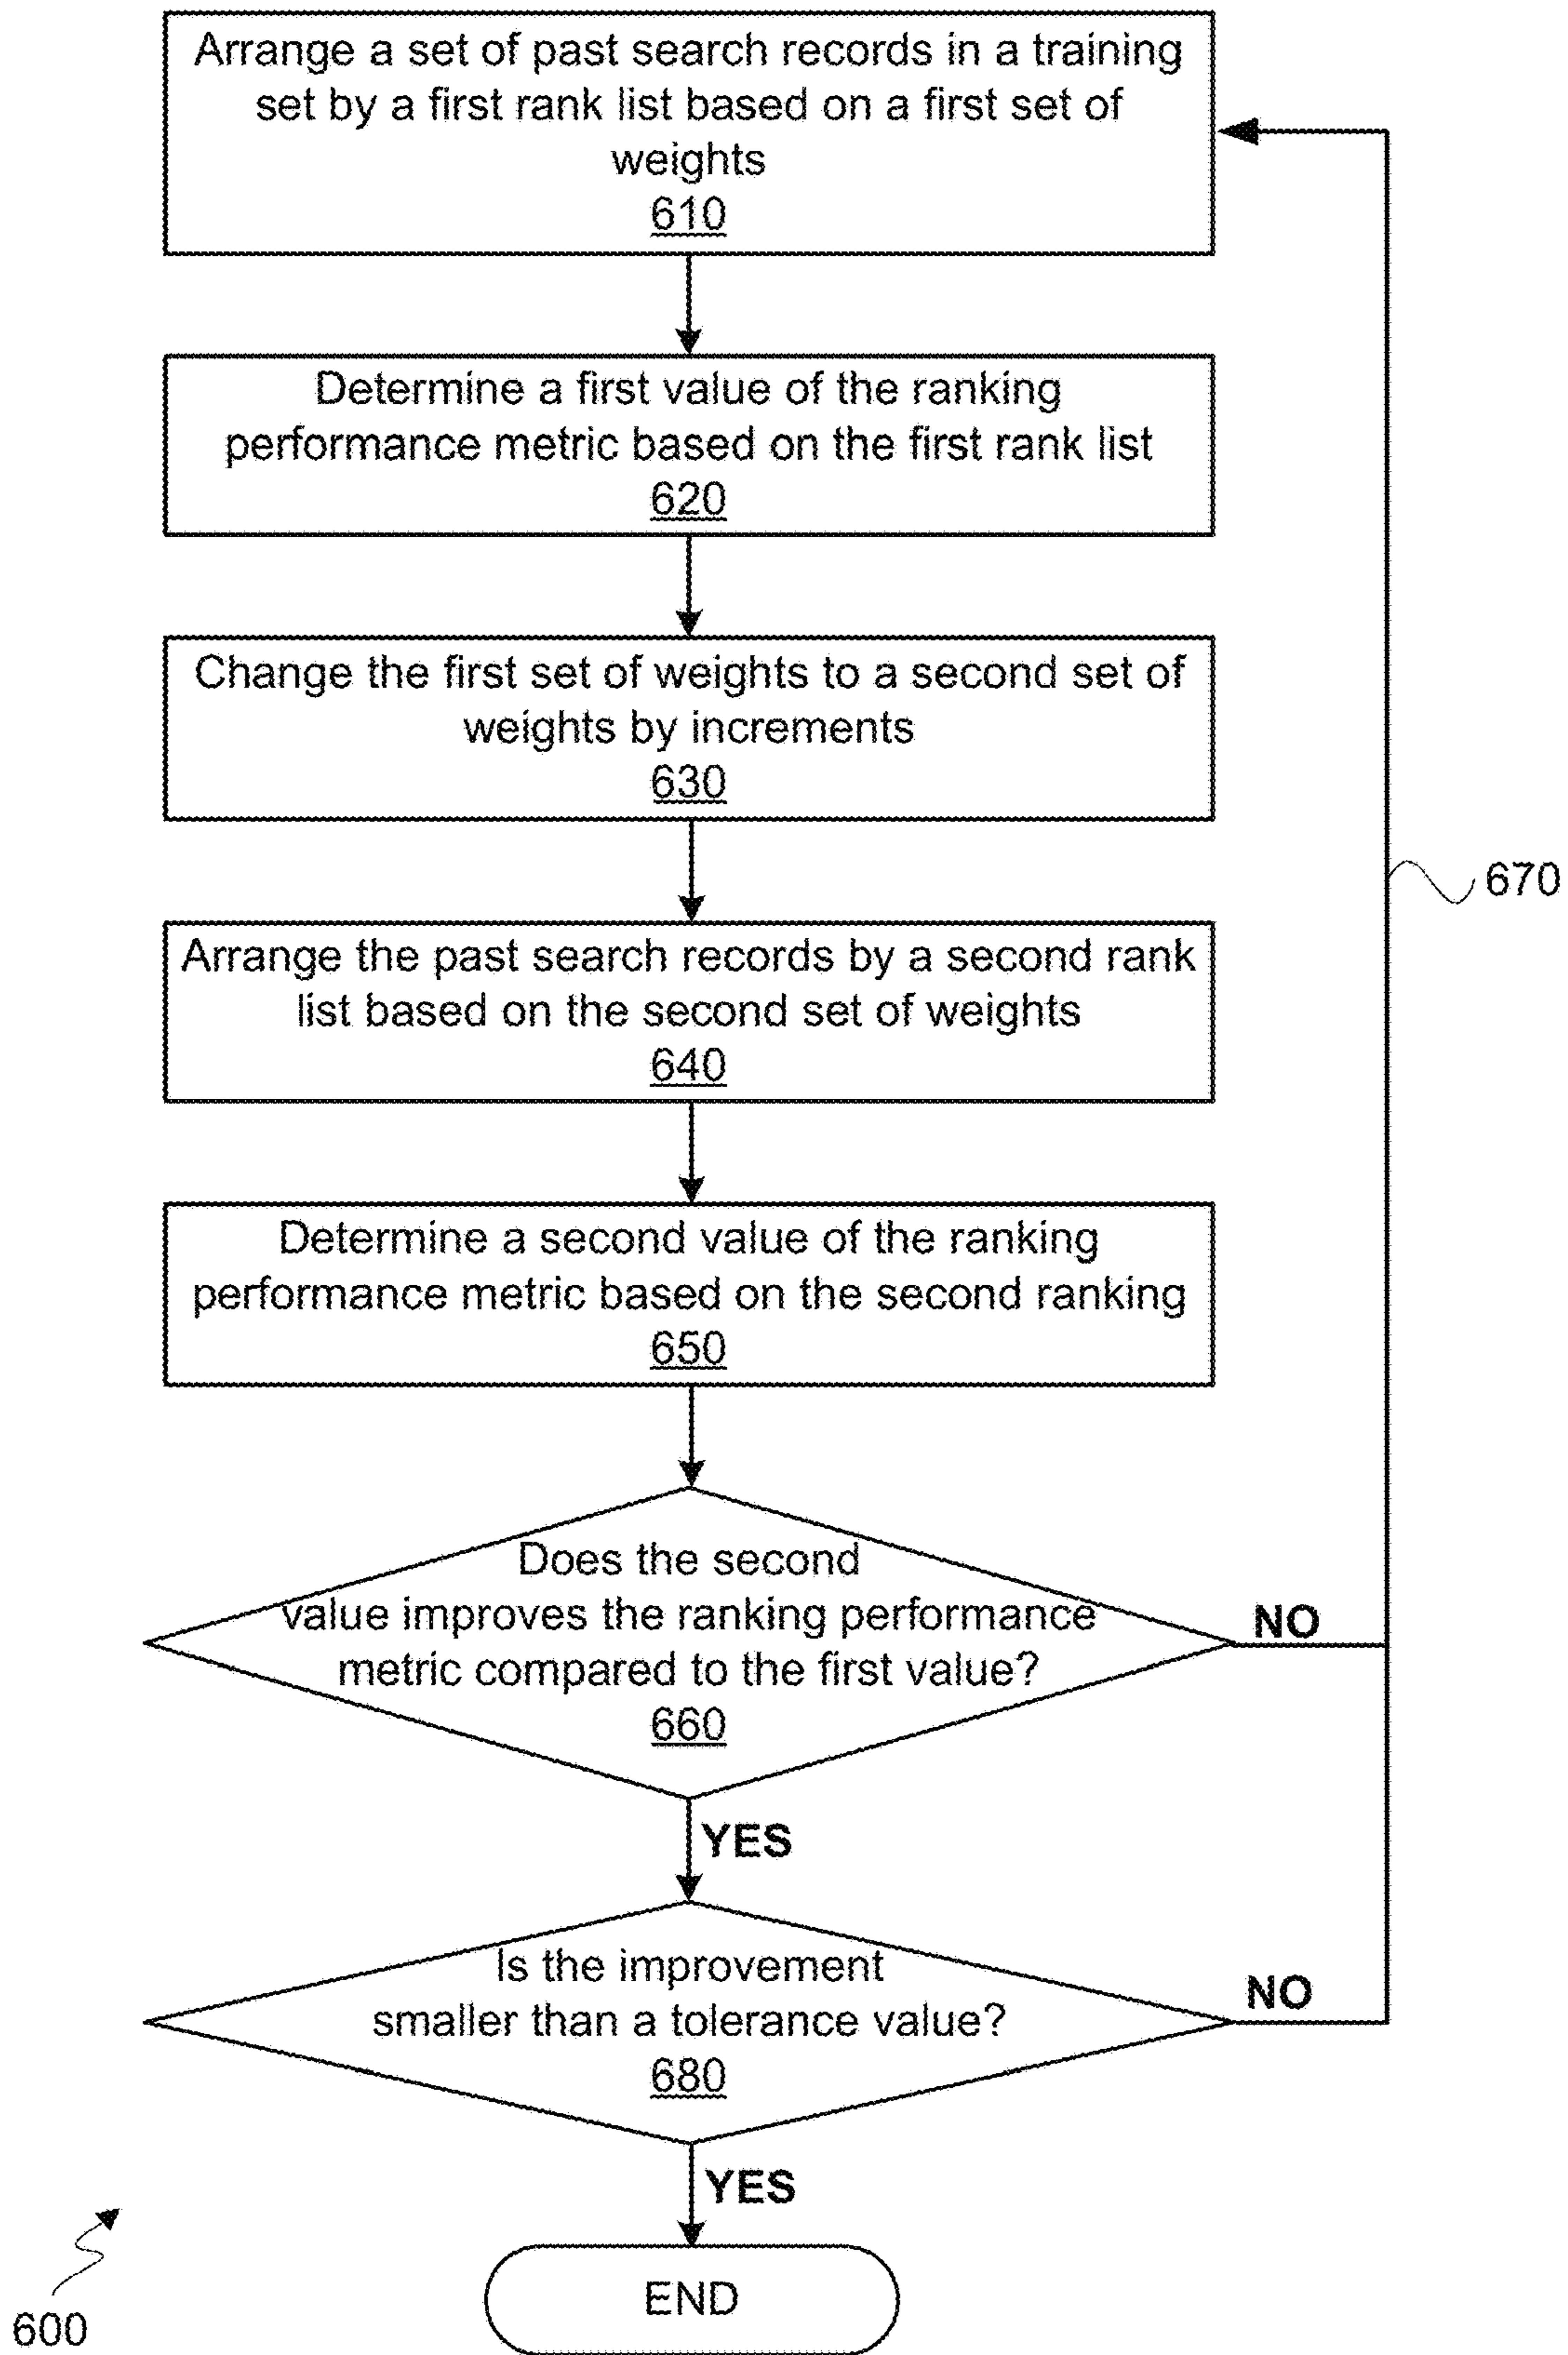 Arrange a set of past search records in a training
set by a first rank list based on a first set of
weights
610
Determine a first value of the ranking
performance metric based on the first rank list
620
Change the first set of weights to a second set of
weights by increments
630
670
Arrange the past search records by a second rank
list based on the second set of weights
640
Determine a second value of the ranking
performance metric based on the second ranking
650
Does the second
value improves the ranking performance
metric compared to the first value?
660
NO
YES
Is the improvement
smaller than a tolerance value?
680
NO
YES
END
600